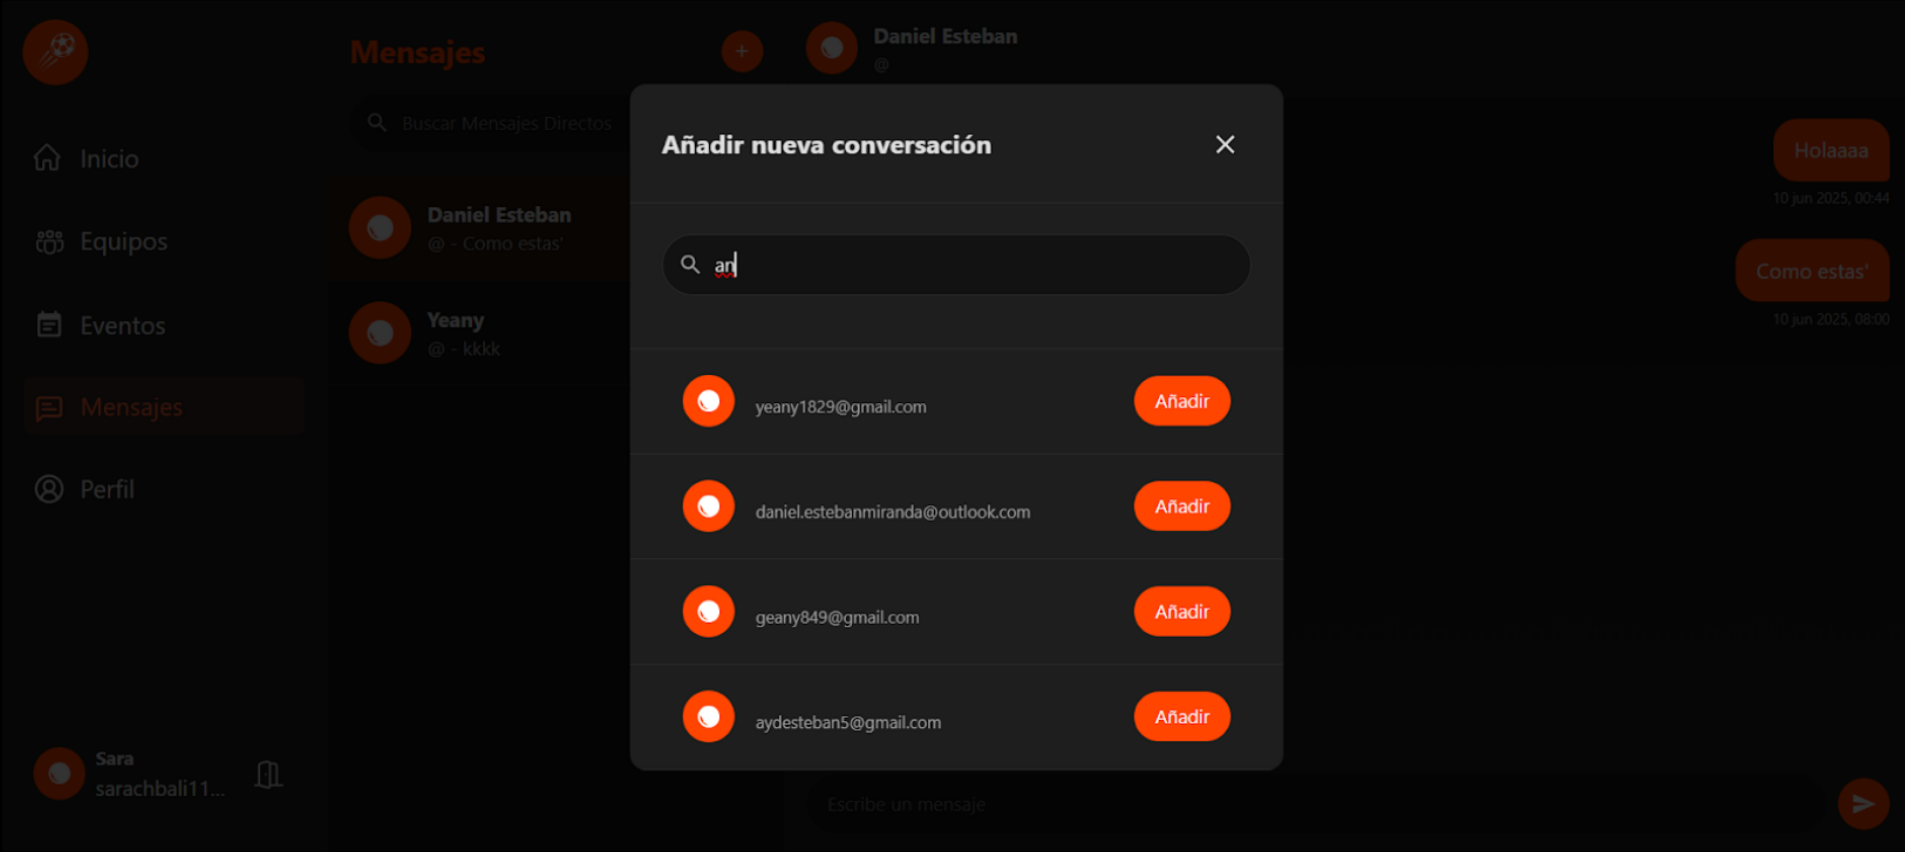 Inicio
Equipos
Eventos
Mensajes
Perfil
Sara
sarachbali11...
Mensajes
+
Buscar Mensajes Directos
Daniel Esteban
@ - Como estas'
Yeany
@ - kkkk
Daniel Esteban
@
Holaaaa
10 jun 2025, 00:44
Como estas'
10 jun 2025, 08:00
Escribe un mensaje
Añadir nueva conversación
an
yeany1829@gmail.com
Añadir
daniel.estebanmiranda@outlook.com
Añadir
geany849@gmail.com
Añadir
aydesteban5@gmail.com
Añadir